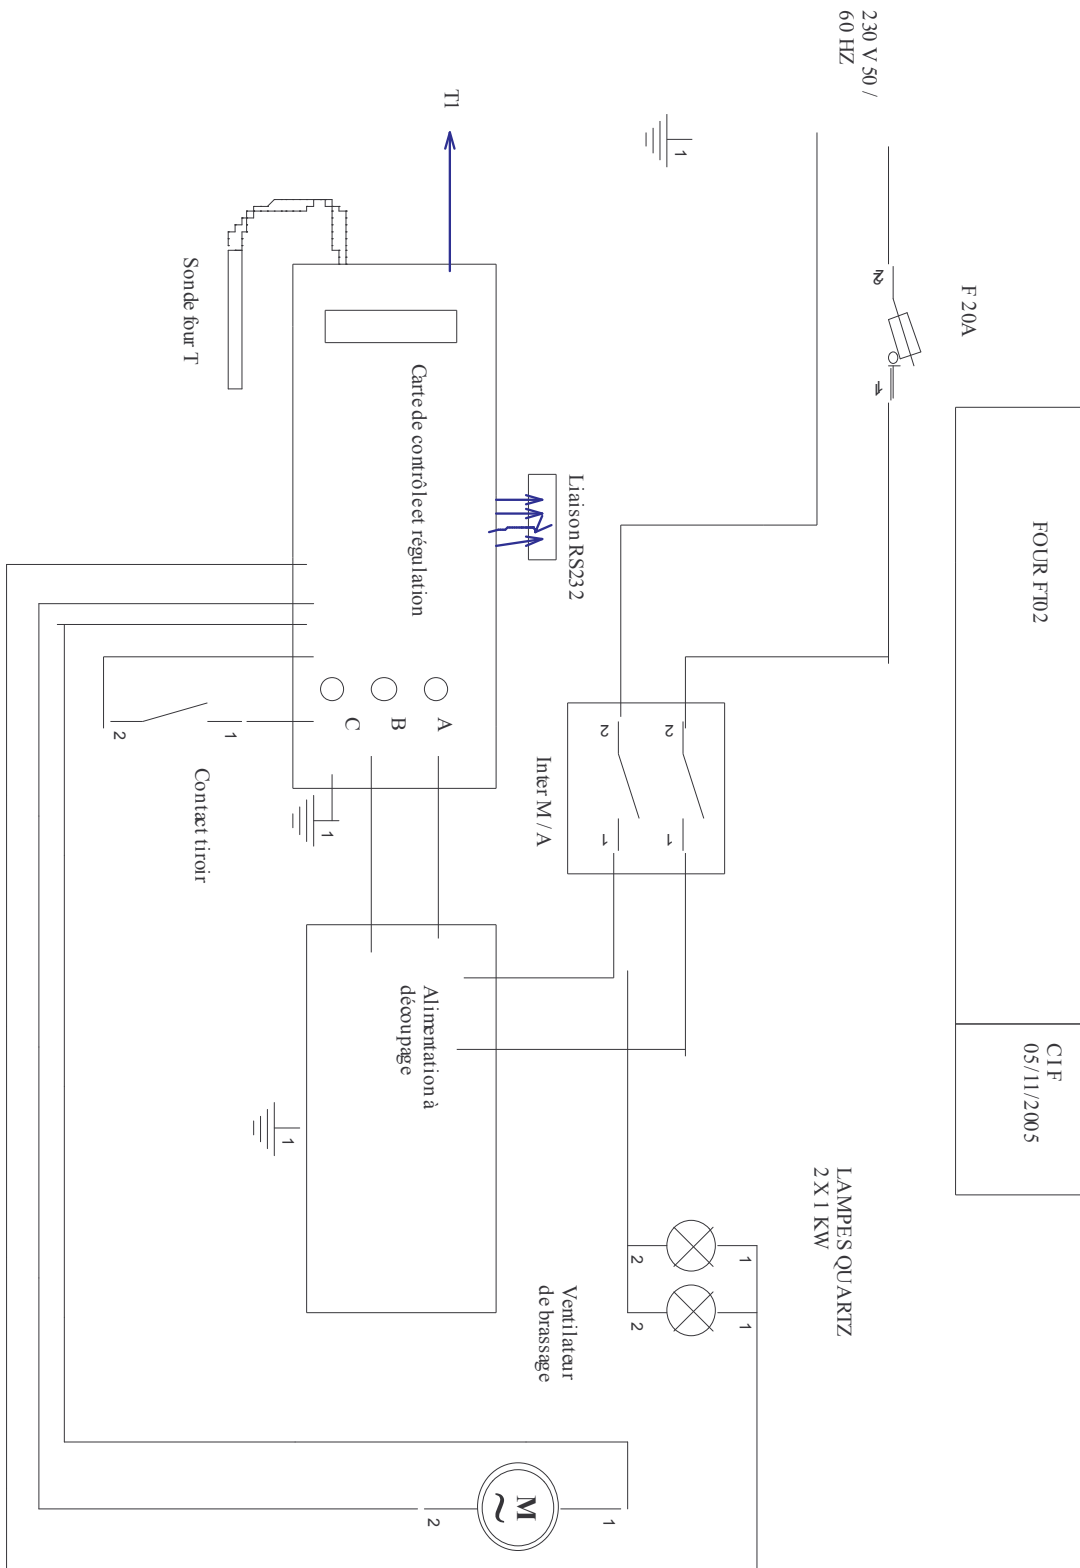 FOUR FT02
CIF
05/11/2005
F 20A
230 V 50 /
60 HZ
2
1
LAMPES QUARTZ
2 X 1 KW
1
1
1
2
1
2
1
2
2
1
Liaison RS232
Inter M / A
Ventilateur
de brassage
M
~
T1
A
Carte de contrôle et régulation
Alimentation à
découpage
2
B
C
1
1
1
Sonde four T
Contact tiroir
2